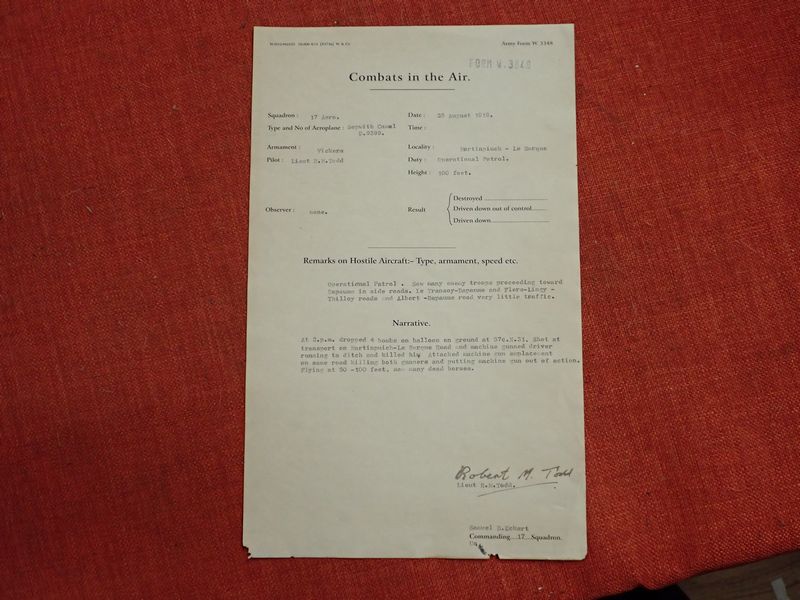 Army Form W. 3348
FORM W. 3348
Combats in the Air.
Squadron : 17 Aero. Date : 25 August 1918.
Type and No of Aeroplane : Sopwith Camel Time :
D.9399.
Armament : Vickers Locality : Martinpuich - Le Barque
Pilot : Lieut R.M.Todd Duty : Operational Patrol.
Height : 100 feet.
Observer : none. Result
Destroyed
Driven down out of control
Driven down
Remarks on Hostile Aircraft:- Type, armament, speed etc.
Operational Patrol . Saw many enemy troops proceeding toward
Bapaume in side roads. Le Transoy-Bapaume and Flers-Lingy -
Thilloy roads and Albert -Bapaume road very little traffic.
Narrative.
At 2.p.m. dropped 4 bombs on balloon on ground at 57c.N.31. Shot at
transport on Martinpuich-Le Barque Road and machine gunned driver
running to ditch and killed him Attacked machine gun emplacement
on same road killing both gunners and putting machine gun out of action.
Flying at 50 -100 feet, saw many dead horses.
Robert M. Todd
Lieut R.M.Todd.
Samuel B.Eckert
Commanding 17 Squadron.